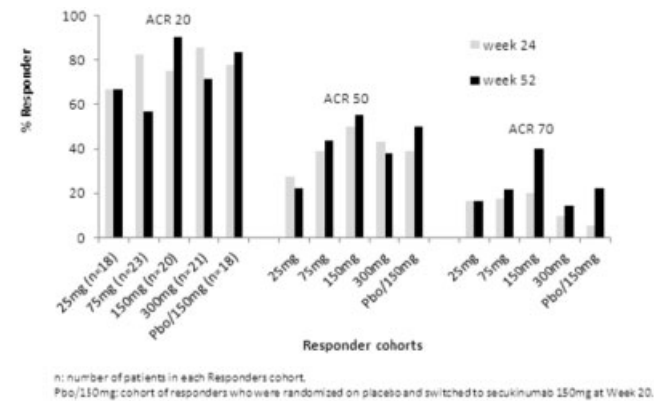 ACR 20
100
80
60
40
20
0
% Responder
week 24
week 52
ACR 50
ACR 70
25mg (n=18)
75mg (n=23)
150mg (n=20)
300mg (n=21)
Pbo/150mg (n=18)
25mg
75mg
150mg
300mg
Pbo/150mg
25mg
75mg
150mg
300mg
Pbo/150mg
Responder cohorts
n: number of patients in each Responders cohort.
Pbo/150mg: cohort of responders who were randomized on placebo and switched to secukinumab 150mg at Week 20.